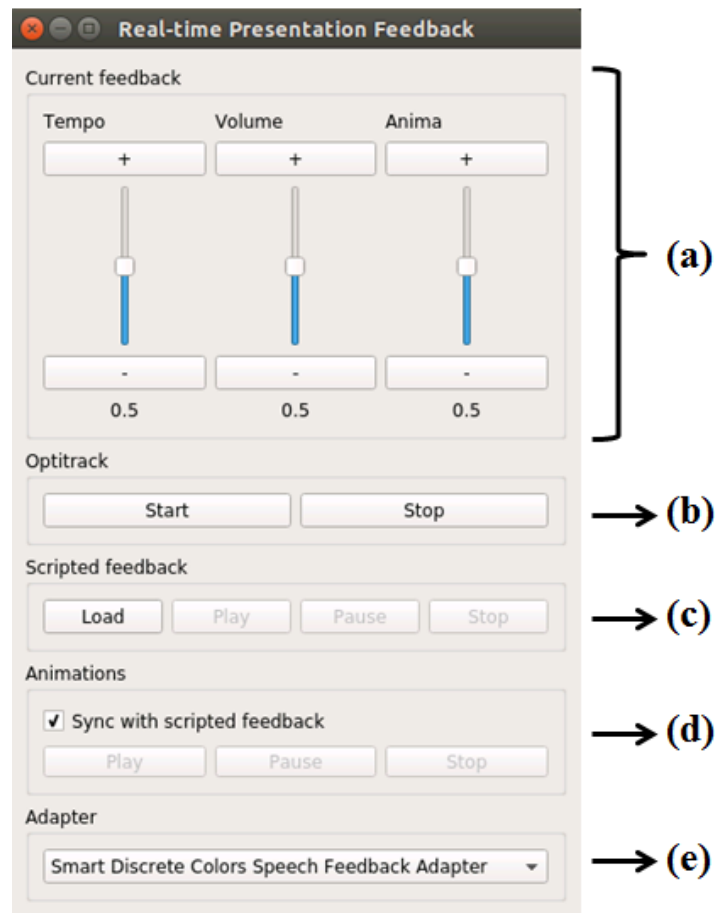 Real-time Presentation Feedback
Current feedback
Tempo Volume Anima
+ + +
(a)
- - -
0.5 0.5 0.5
Optitrack
Start Stop
(b)
Scripted feedback
Load Play Pause Stop
(c)
Animations
Sync with scripted feedback
(d)
Play Pause Stop
Adapter
Smart Discrete Colors Speech Feedback Adapter
(e)